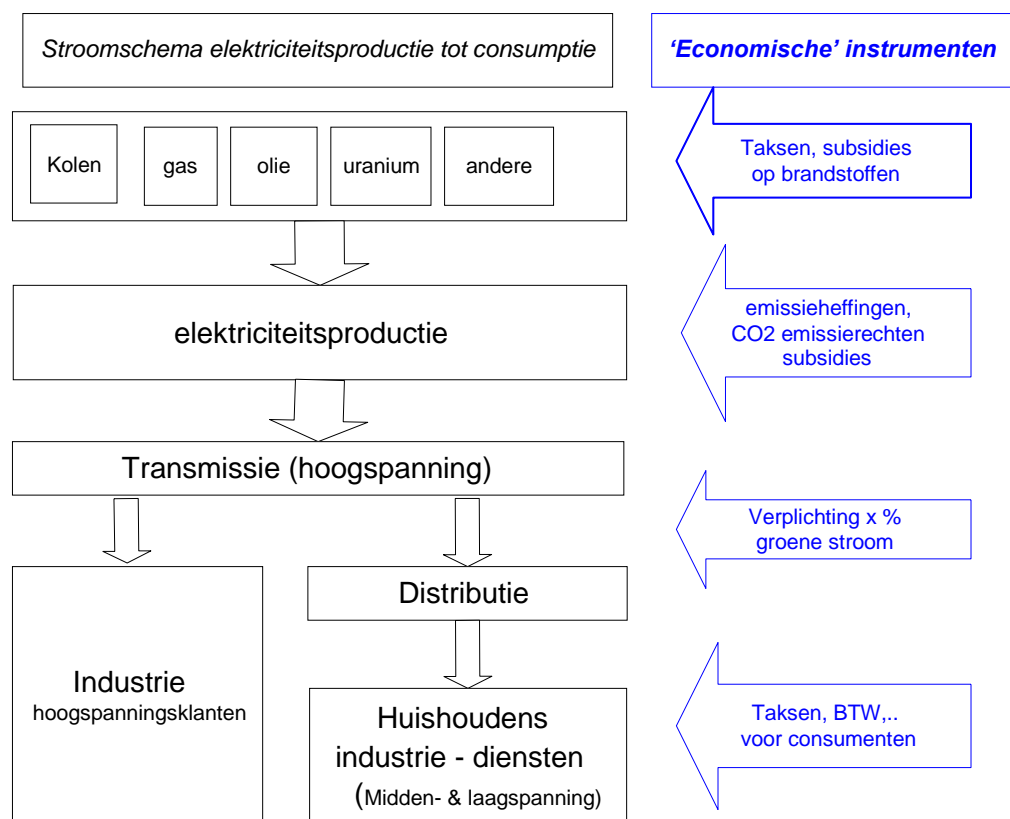 Stroomschema elektriciteitsproductie tot consumptie
‘Economische’ instrumenten
Kolen
gas
olie
uranium
andere
Taksen, subsidies
op brandstoffen
elektriciteitsproductie
emissieheffingen,
CO2 emissierechten
subsidies
Transmissie (hoogspanning)
Verplichting x %
groene stroom
Distributie
Industrie
hoogspanningsklanten
Huishoudens
industrie - diensten
(Midden- & laagspanning)
Taksen, BTW,..
voor consumenten